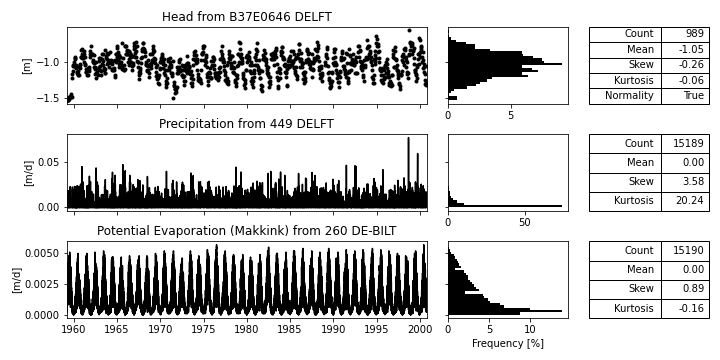 Head from B37E0646 DELFT
[m]
−1.0
−1.5
0 5
Count 989
Mean -1.05
Skew -0.26
Kurtosis -0.06
Normality True
Precipitation from 449 DELFT
[m/d]
0.05
0.00
0 50
Count 15189
Mean 0.00
Skew 3.58
Kurtosis 20.24
Potential Evaporation (Makkink) from 260 DE-BILT
[m/d]
0.0050
0.0025
0.0000
1960 1965 1970 1975 1980 1985 1990 1995 2000
0 5 10
Frequency [%]
Count 15190
Mean 0.00
Skew 0.89
Kurtosis -0.16